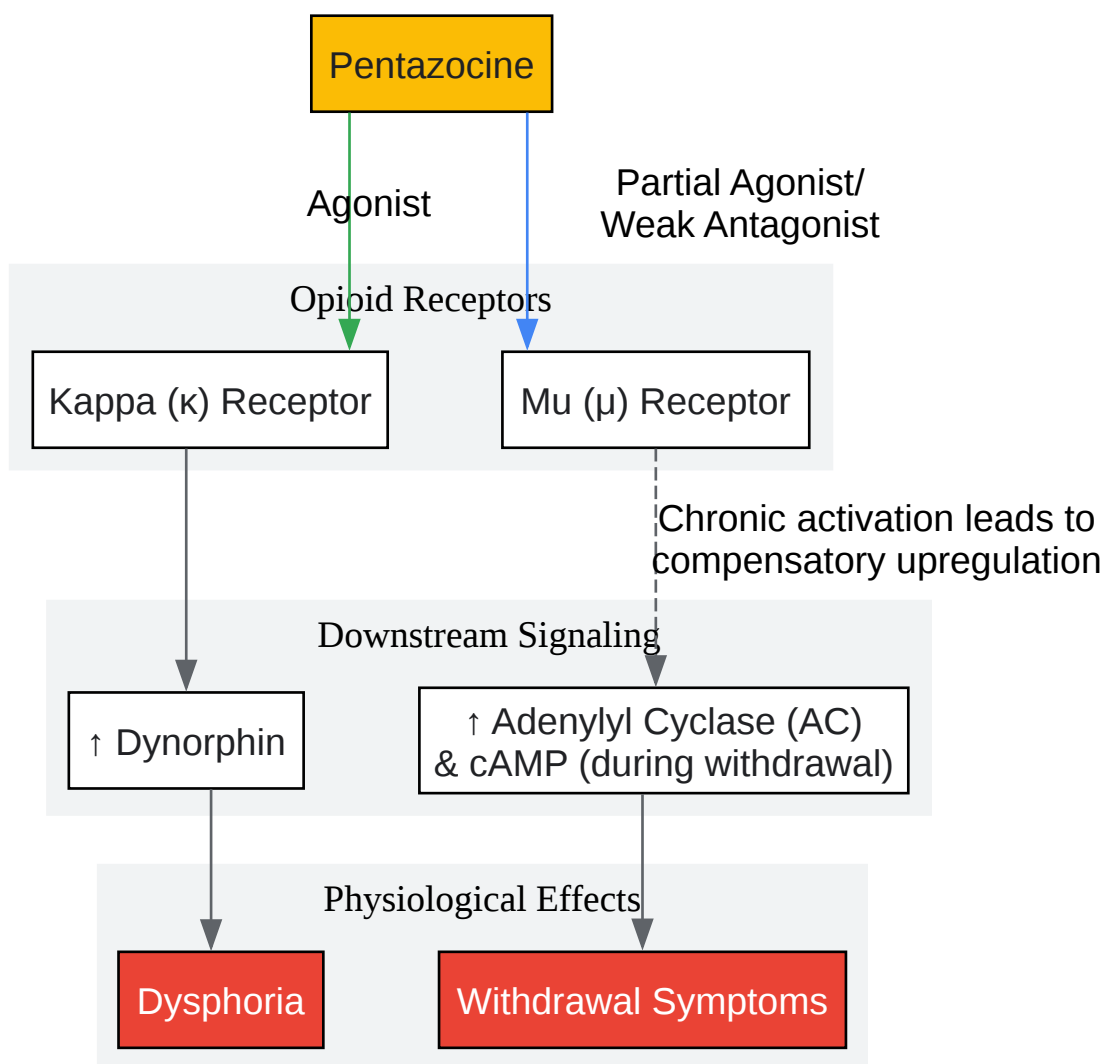 Pentazocine
Agonist
Partial Agonist/
Weak Antagonist
Opioid Receptors
Kappa (κ) Receptor
Mu (μ) Receptor
Chronic activation leads to
compensatory upregulation
Downstream Signaling
↑ Dynorphin
↑ Adenylyl Cyclase (AC)
& cAMP (during withdrawal)
Physiological Effects
Dysphoria
Withdrawal Symptoms